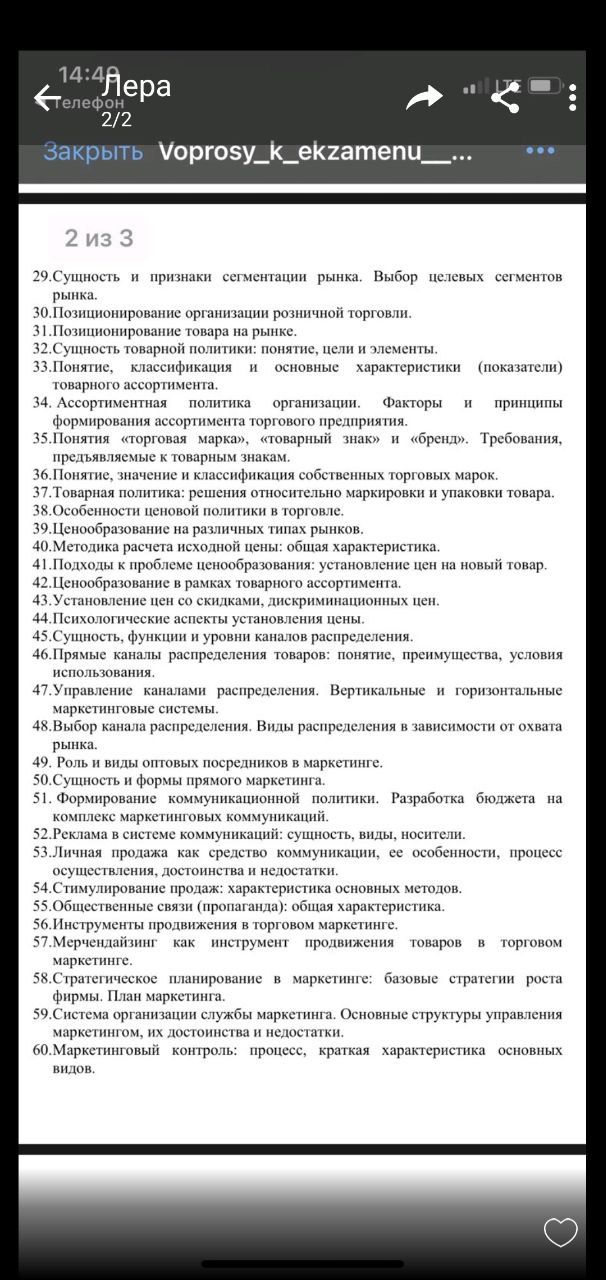 14:49
Лера
Телефон
LTE
2/2
Закрыть Voprosy_k_ekzamenu__...
2 из 3
29.Сущность и признаки сегментации рынка. Выбор целевых сегментов
рынка.
30.Позиционирование организации розничной торговли.
31.Позиционирование товара на рынке.
32.Сущность товарной политики: понятие, цели и элементы.
33.Понятие, классификация и основные характеристики (показатели)
товарного ассортимента.
34. Ассортиментная политика организации. Факторы и принципы
формирования ассортимента торгового предприятия.
35.Понятия «торговая марка», «товарный знак» и «бренд». Требования,
предъявляемые к товарным знакам.
36.Понятие, значение и классификация собственных торговых марок.
37.Товарная политика: решения относительно маркировки и упаковки товара.
38.Особенности ценовой политики в торговле.
39.Ценообразование на различных типах рынков.
40.Методика расчета исходной цены: общая характеристика.
41.Подходы к проблеме ценообразования: установление цен на новый товар.
42.Ценообразование в рамках товарного ассортимента.
43.Установление цен со скидками, дискриминационных цен.
44.Психологические аспекты установления цены.
45.Сущность, функции и уровни каналов распределения.
46.Прямые каналы распределения товаров: понятие, преимущества, условия
использования.
47.Управление каналами распределения. Вертикальные и горизонтальные
маркетинговые системы.
48.Выбор канала распределения. Виды распределения в зависимости от охвата
рынка.
49. Роль и виды оптовых посредников в маркетинге.
50.Сущность и формы прямого маркетинга.
51. Формирование коммуникационной политики. Разработка бюджета на
комплекс маркетинговых коммуникаций.
52.Реклама в системе коммуникаций: сущность, виды, носители.
53.Личная продажа как средство коммуникации, ее особенности, процесс
осуществления, достоинства и недостатки.
54.Стимулирование продаж: характеристика основных методов.
55.Общественные связи (пропаганда): общая характеристика.
56.Инструменты продвижения в торговом маркетинге.
57.Мерчендайзинг как инструмент продвижения товаров в торговом
маркетинге.
58.Стратегическое планирование в маркетинге: базовые стратегии роста
фирмы. План маркетинга.
59.Система организации службы маркетинга. Основные структуры управления
маркетингом, их достоинства и недостатки.
60.Маркетинговый контроль: процесс, краткая характеристика основных
видов.